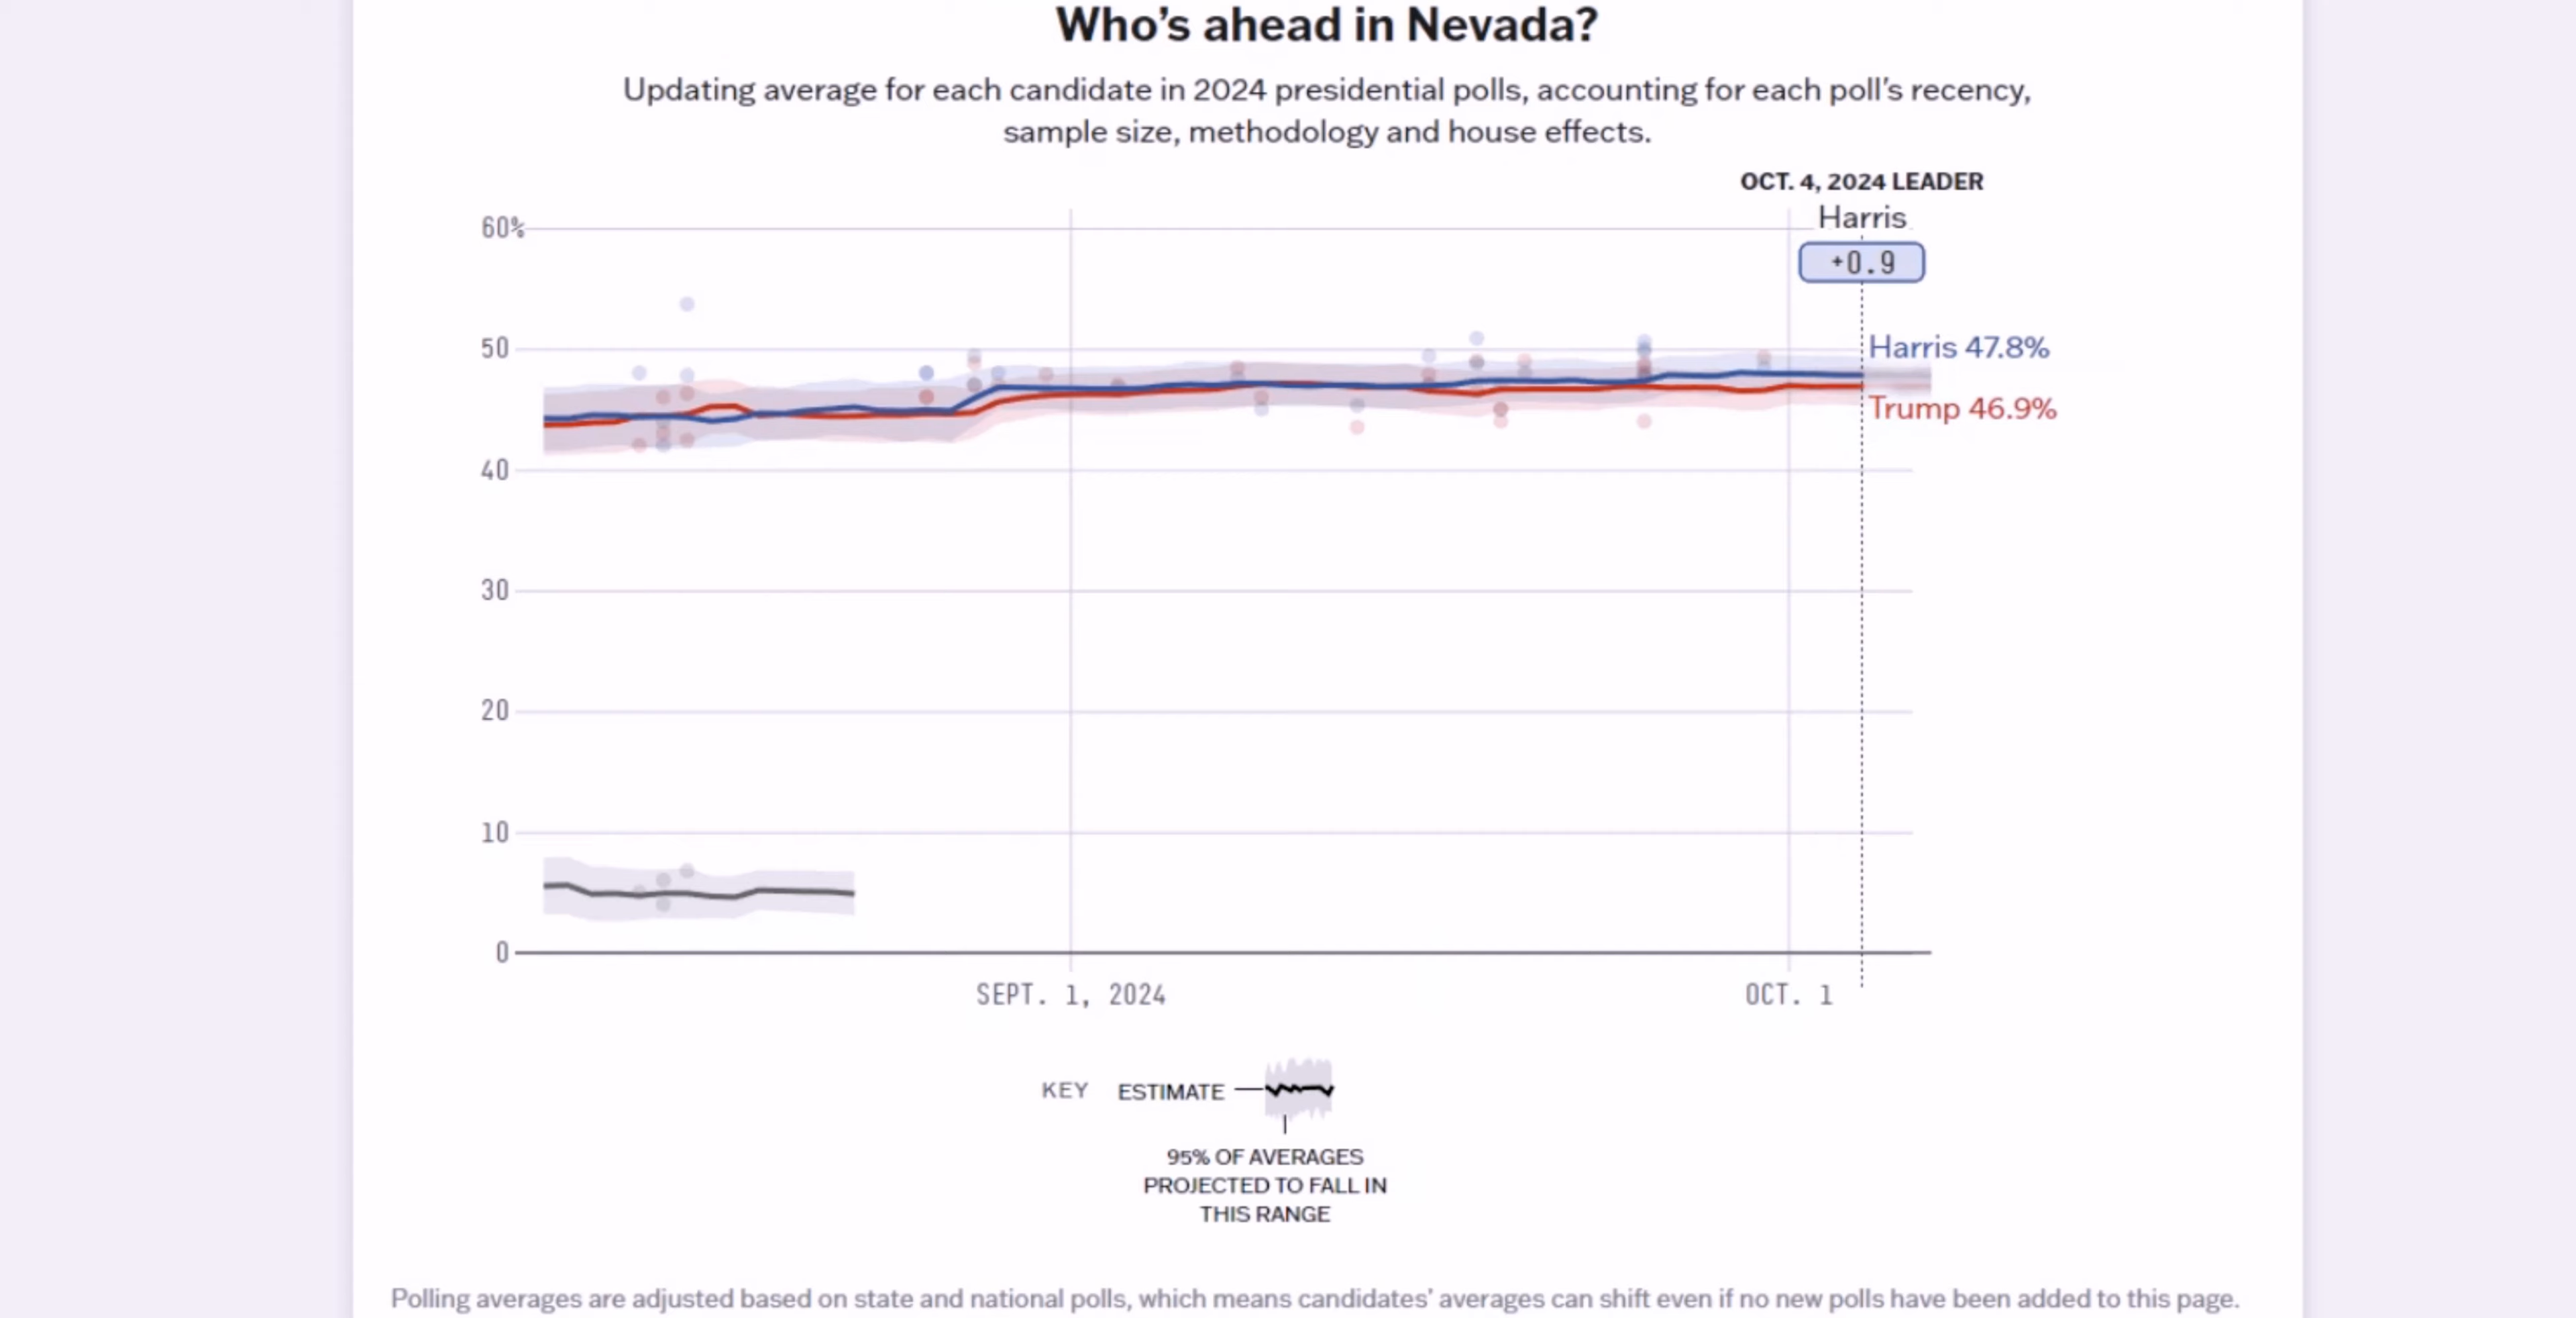 Who's ahead in Nevada?
Updating average for each candidate in 2024 presidential polls, accounting for each poll's recency,
sample size, methodology and house effects.
OCT. 4, 2024 LEADER
Harris
+0.9
60%
50
40
30
20
10
0
Harris 47.8%
Trump 46.9%
SEPT. 1, 2024
OCT. 1
KEY ESTIMATE
95% OF AVERAGES
PROJECTED TO FALL IN
THIS RANGE
Polling averages are adjusted based on state and national polls, which means candidates' averages can shift even if no new polls have been added to this page.